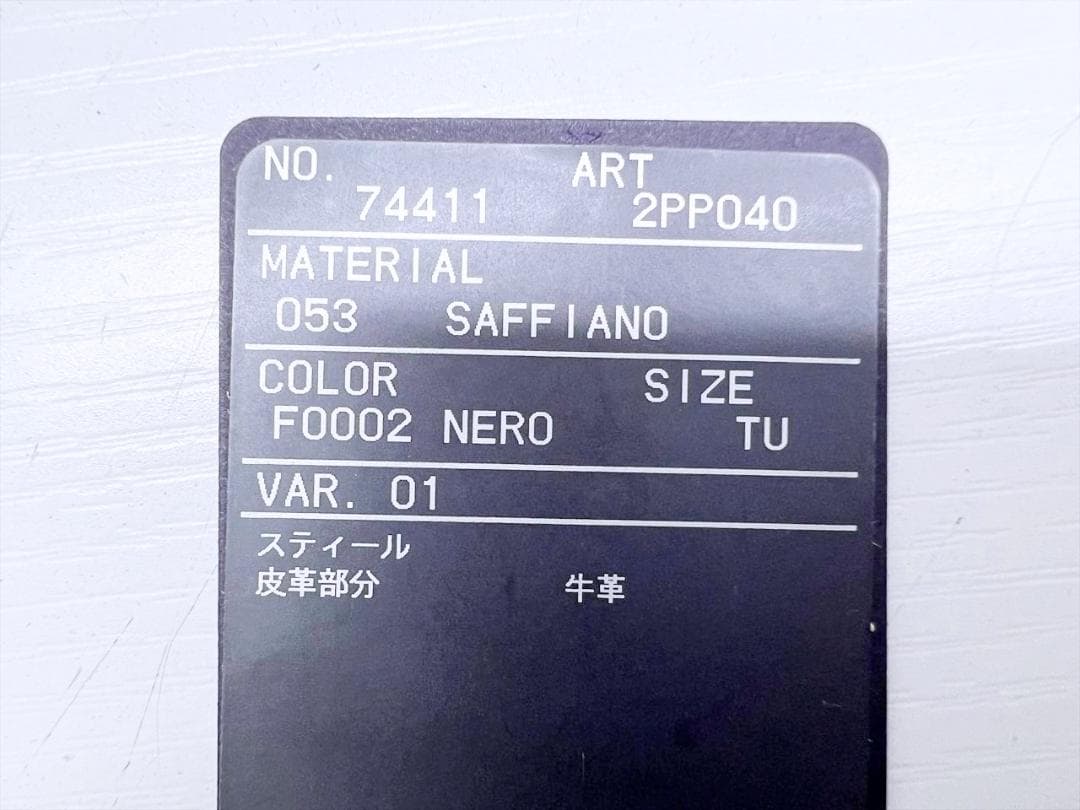 NO. ART
74411 2PP040
MATERIAL
053 SAFFIANO
COLOR SIZE
F0002 NERO TU
VAR. 01
スティール
皮革部分 牛革